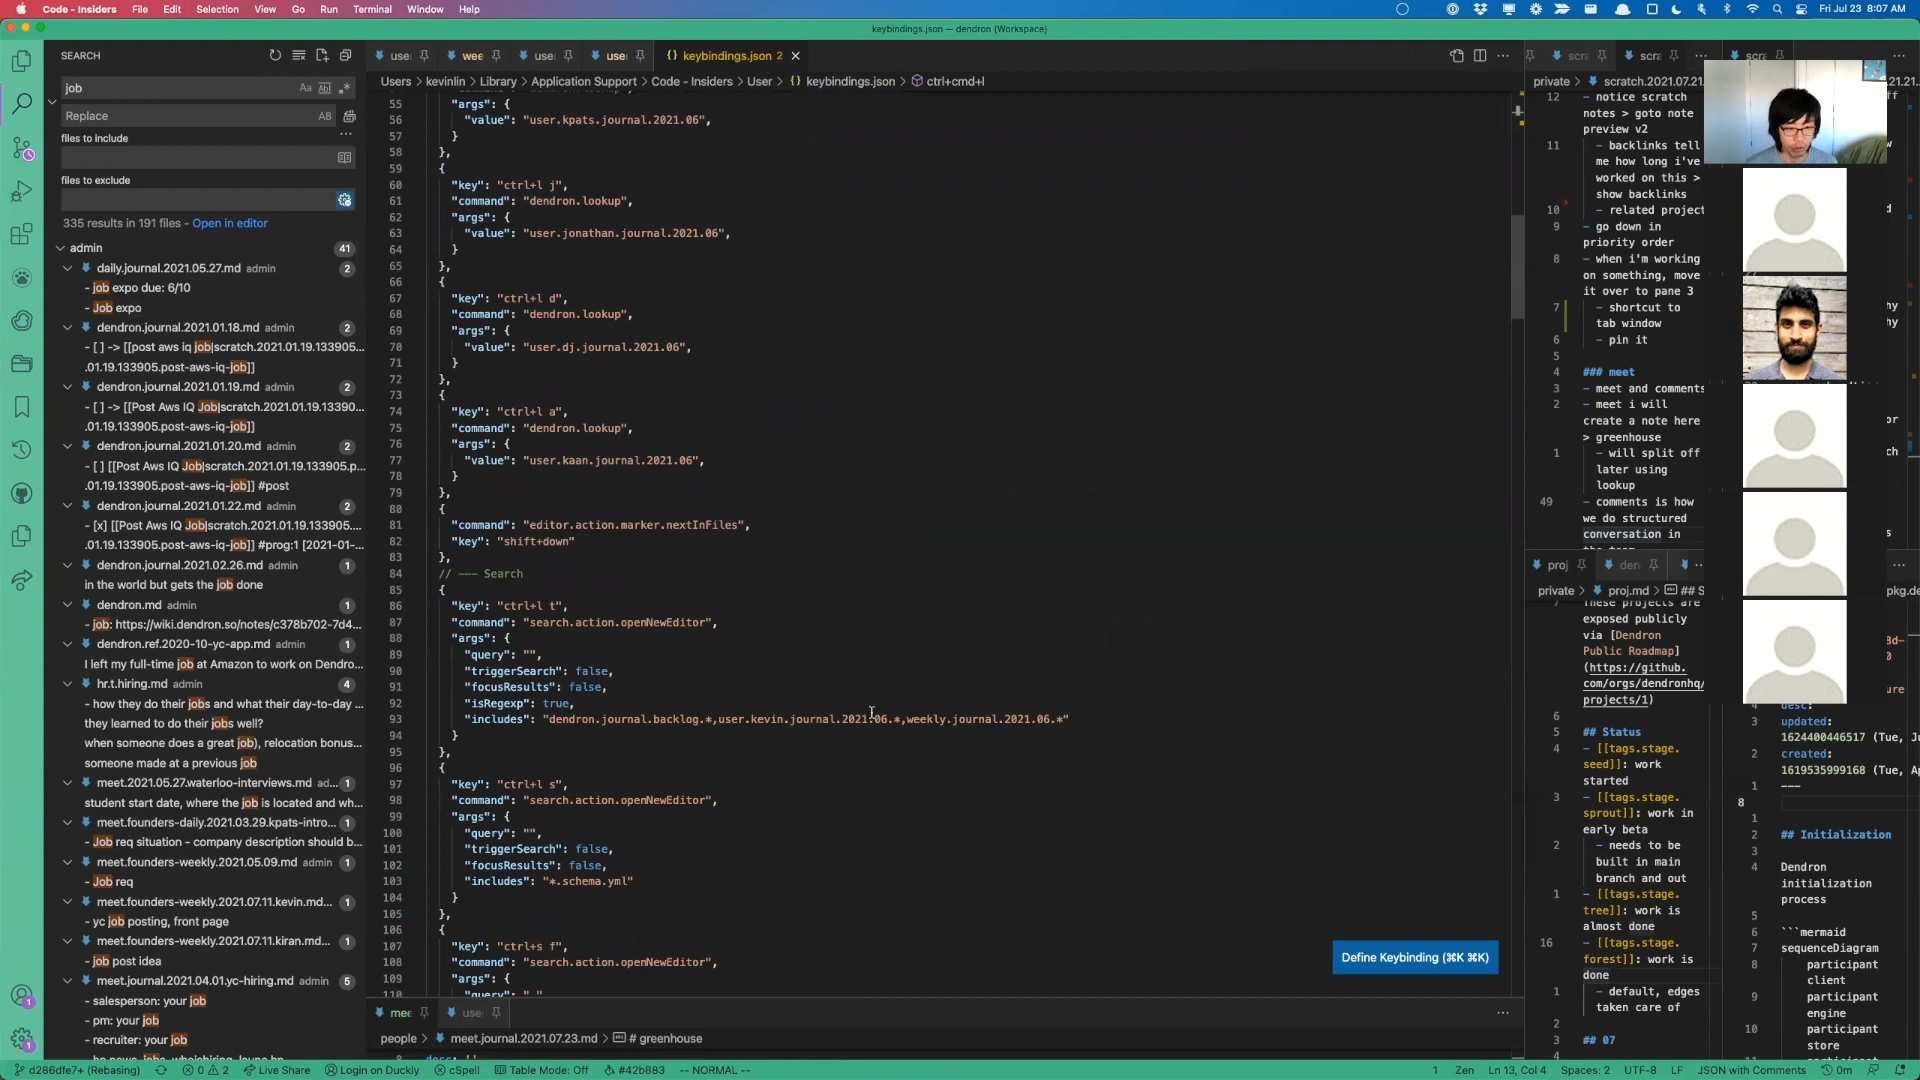 Code - Insiders File Edit Selection View Go Run Terminal Window Help
Fri Jul 23 8:07 AM
keybindings.json — dendron (Workspace)
SEARCH
job
Aa
Replace
AB
files to include
files to exclude
335 results in 191 files - Open in editor
admin 41
daily.journal.2021.05.27.md admin 2
- job expo due: 6/10
- Job expo
dendron.journal.2021.01.18.md admin 2
- [ ] -> [[post aws iq job|scratch.2021.01.19.133905...
.01.19.133905.post-aws-iq-job]]
dendron.journal.2021.01.19.md admin 2
- [ ] -> [[Post Aws IQ Job|scratch.2021.01.19.13390...
.01.19.133905.post-aws-iq-job]]
dendron.journal.2021.01.20.md admin 2
- [ ] [[Post Aws IQ Job|scratch.2021.01.19.133905.p...
.01.19.133905.post-aws-iq-job]] #post
dendron.journal.2021.01.22.md admin 2
- [x] [[Post Aws IQ Job|scratch.2021.01.19.133905....
.01.19.133905.post-aws-iq-job]] #prog:1 [2021-01-...
dendron.journal.2021.02.26.md admin 1
in the world but gets the job done
dendron.md admin 1
- job: https://wiki.dendron.so/notes/c378b702-7d4...
dendron.ref.2020-10-yc-app.md admin 1
I left my full-time job at Amazon to work on Dendro...
hr.t.hiring.md admin 4
- how they do their jobs and what their day-to-day ...
they learned to do their jobs well?
when someone does a great job), relocation bonus...
someone made at a previous job
meet.2021.05.27.waterloo-interviews.md ad... 1
student start date, where the job is located and wh...
meet.founders-daily.2021.03.29.kpats-intro... 1
- Job req situation - company description should b...
meet.founders-weekly.2021.05.09.md admin 1
- Job req
meet.founders-weekly.2021.07.11.kevin.md... 1
- yc job posting, front page
meet.founders-weekly.2021.07.11.kiran.md... 1
- job post idea
meet.journal.2021.04.01.yc-hiring.md admin 5
- salesperson: your job
- pm: your job
- recruiter: your job
use wee use use keybindings.json 2
Users > kevinlin > Library > Application Support > Code - Insiders > User > keybindings.json > ctrl+cmd+l
55 "args": {
56 "value": "user.kpats.journal.2021.06",
57 }
58 },
59 {
60 "key": "ctrl+l j",
61 "command": "dendron.lookup",
62 "args": {
63 "value": "user.jonathan.journal.2021.06",
64 }
65 },
66 {
67 "key": "ctrl+l d",
68 "command": "dendron.lookup",
69 "args": {
70 "value": "user.dj.journal.2021.06",
71 }
72 },
73 {
74 "key": "ctrl+l a",
75 "command": "dendron.lookup",
76 "args": {
77 "value": "user.kaan.journal.2021.06",
78 }
79 },
80 {
81 "command": "editor.action.marker.nextInFiles",
82 "key": "shift+down"
83 },
84 // --- Search
85 {
86 "key": "ctrl+l t",
87 "command": "search.action.openNewEditor",
88 "args": {
89 "query": "",
90 "triggerSearch": false,
91 "focusResults": false,
92 "isRegexp": true,
93 "includes": "dendron.journal.backlog.*,user.kevin.journal.2021.06.*,weekly.journal.2021.06.*"
94 }
95 },
96 {
97 "key": "ctrl+l s",
98 "command": "search.action.openNewEditor",
99 "args": {
100 "query": "",
101 "triggerSearch": false,
102 "focusResults": false,
103 "includes": "*.schema.yml"
104 }
105 },
106 {
107 "key": "ctrl+s f",
108 "command": "search.action.openNewEditor",
109 "args": {
110 "query": " "
Define Keybinding (⌘K ⌘K)
mee use
people > meet.journal.2021.07.23.md > # greenhouse
desc: ''
scra scra scra
private > scratch.2021.07.21.
12 - notice scratch
notes > goto note
preview v2
11 - backlinks tell
me how long i've
worked on this >
show backlinks
10 - related project
9 - go down in
priority order
8 - when i'm working
on something, move
it over to pane 3
7 - shortcut to
tab window
6 - pin it
5
4 ### meet
3 - meet and comments
2 - meet i will
create a note here
> greenhouse
1 - will split off
later using
lookup
49 - comments is how
we do structured
conversation in
proj den
private > proj.md > ## S
7 These projects are
exposed publicly
via [Dendron
Public Roadmap]
(https://github.
com/orgs/dendronhq/
projects/1)
6
5 ## Status
4 - [[tags.stage.
seed]]: work
started
3 - [[tags.stage.
sprout]]: work in
early beta
2 - needs to be
built in main
branch and out
1 - [[tags.stage.
tree]]: work is
almost done
16 - [[tags.stage.
forest]]: work is
done
1 - default, edges
taken care of
2
3 ## 07
4
pkg.de
desc:
3 updated:
1624400446517 (Tue, Ju
2 created:
1619535999168 (Tue, Ap
1 ---
8
1
2 ## Initialization
3
4 Dendron
initialization
process
5
6 ```mermaid
7 sequenceDiagram
8 participant
client
9 participant
engine
10 participant
store
participant
d286dfe7+ (Rebasing) 0 2 Live Share Login on Duckly cSpell Table Mode: Off #42b883 -- NORMAL -- 1 Zen Ln 13, Col 4 Spaces: 2 UTF-8 LF JSON with Comments 0m